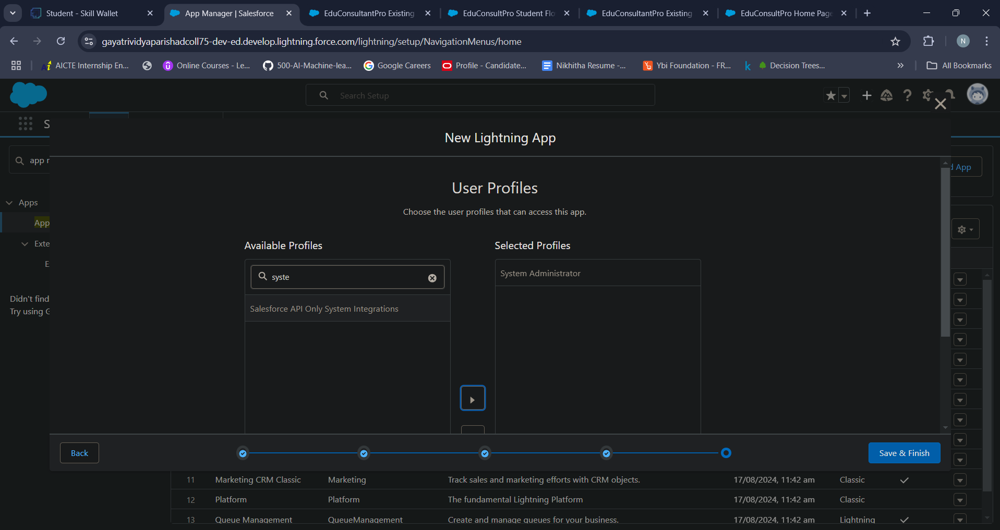 Student - Skill Wallet
App Manager | Salesforce
EduConsultantPro Existing
EduConsultPro Student Flo
EduConsultantPro Existing
EduConsultPro Home Page
gayatrividyaparishadcoll75-dev-ed.develop.lightning.force.com/lightning/setup/NavigationMenus/home
N
AICTE Internship En...
Online Courses - Le...
500-AI-Machine-lea...
Google Careers
Profile - Candidate...
Nikhitha Resume -...
Ybi Foundation - FR...
Decision Trees...
All Bookmarks
Search Setup
S
New Lightning App
app r
d App
User Profiles
Apps
Choose the user profiles that can access this app.
App
Exte
Available Profiles
Selected Profiles
E
syste
System Administrator
Didn't find
Salesforce API Only System Integrations
Try using G
Back
Save & Finish
11 Marketing CRM Classic Marketing Track sales and marketing efforts with CRM objects. 17/08/2024, 11:42 am Classic
12 Platform Platform The fundamental Lightning Platform 17/08/2024, 11:42 am Classic
13 Queue Management QueueManagement Create and manage queues for your business. 17/08/2024, 11:42 am Lightning